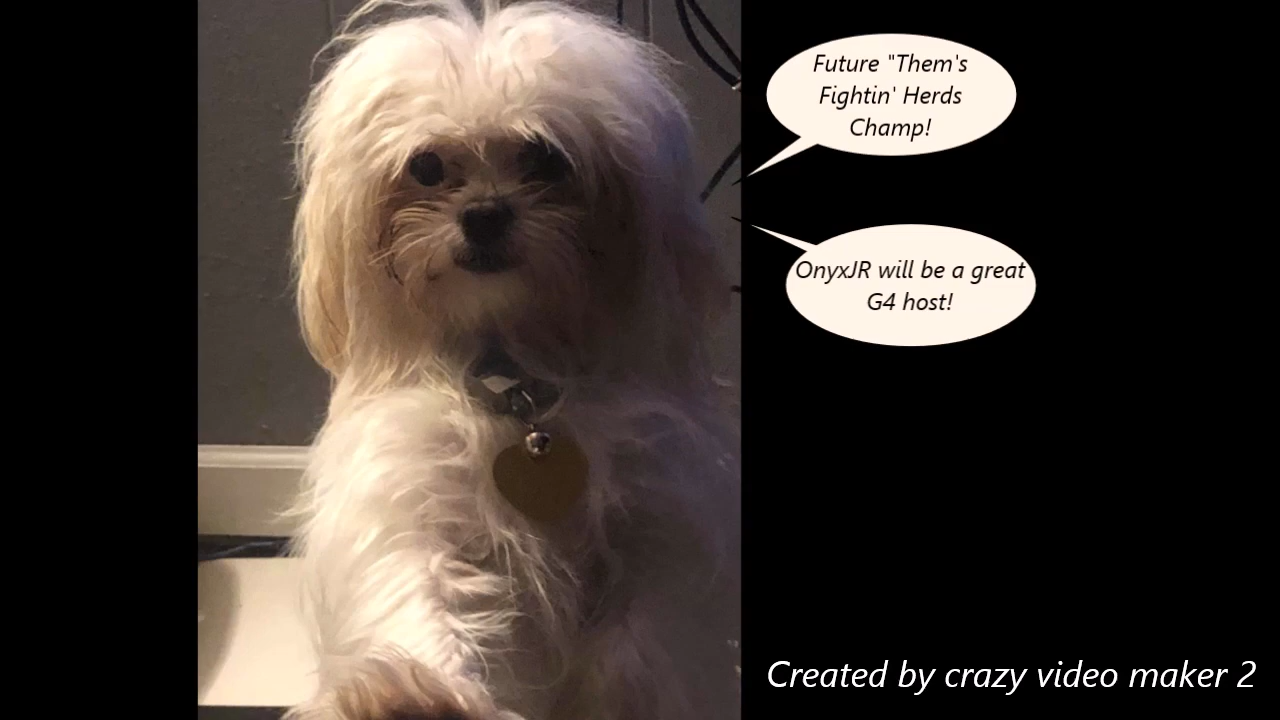 Future "Them's
Fightin' Herds
Champ!
OnyxJR will be a great
G4 host!
Created by crazy video maker 2